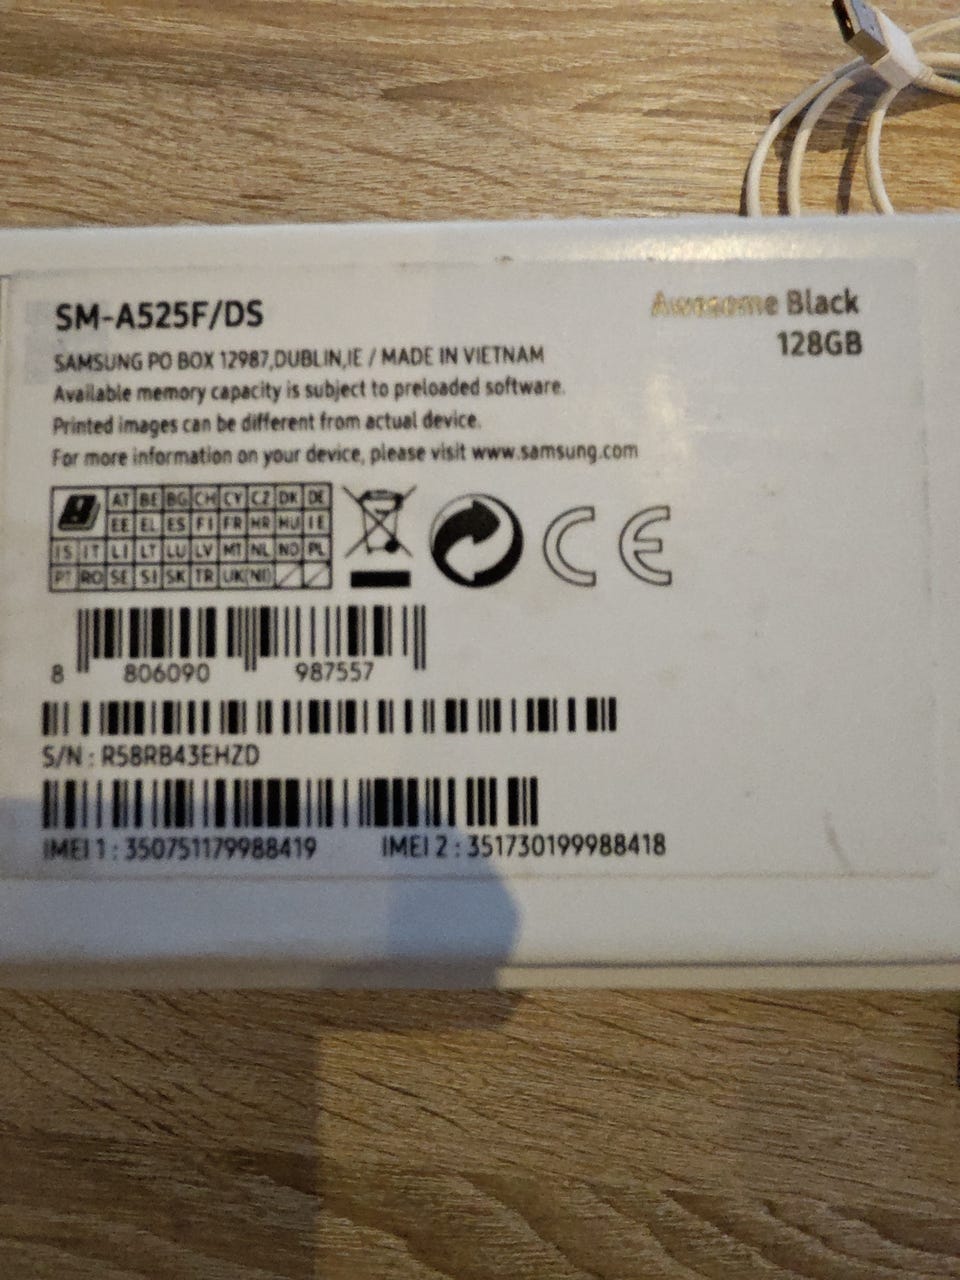 SM-A525F/DS
Awesome Black
128GB
SAMSUNG PO BOX 12987,DUBLIN,IE / MADE IN VIETNAM
Available memory capacity is subject to preloaded software.
Printed images can be different from actual device.
For more information on your device, please visit www.samsung.com
AT BE BG CH CY CZ DK DE
EE EL ES FI FR HR HU IE
IS IT LI LT LU LV MT NL NO PL
PT RO SE SI SK TR UK(NI)
CE
8 806090 987557
S/N : R58RB43EHZD
IMEI 1 : 350751179988419 IMEI 2 : 351730199988418